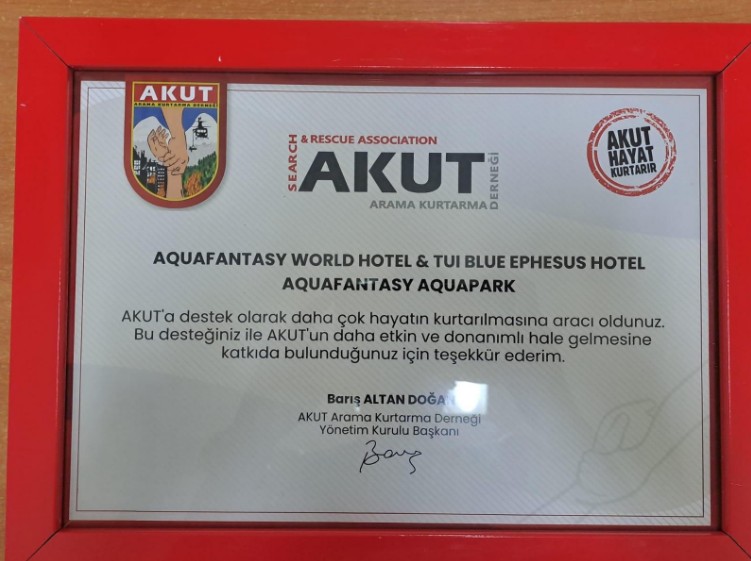 AKUT
ARAMA KURTARMA DERNEĞİ
SEARCH & RESCUE ASSOCIATION
AKUT
ARAMA KURTARMA DERNEĞİ
AKUT
HAYAT
KURTARIR
AQUAFANTASY WORLD HOTEL & TUI BLUE EPHESUS HOTEL
AQUAFANTASY AQUAPARK
AKUT'a destek olarak daha çok hayatın kurtarılmasına aracı oldunuz.
Bu desteğiniz ile AKUT'un daha etkin ve donanımlı hale gelmesine
katkıda bulunduğunuz için teşekkür ederim.
Barış ALTAN DOĞAN
AKUT Arama Kurtarma Derneği
Yönetim Kurulu Başkanı
Barış